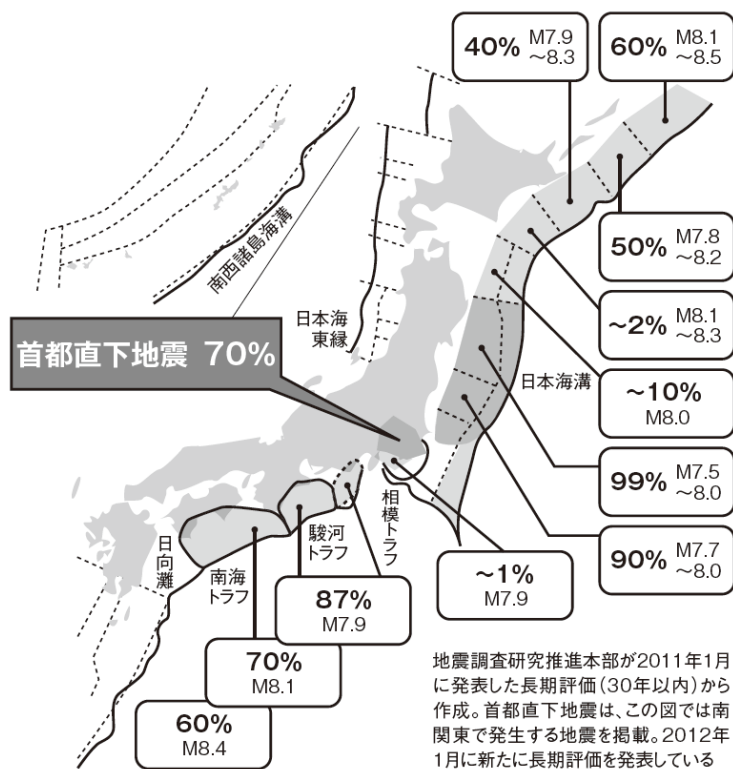 40% M7.9
～8.3
60% M8.1
～8.5
50% M7.8
～8.2
～2% M8.1
～8.3
～10%
M8.0
99% M7.5
～8.0
90% M7.7
～8.0
南西諸島海溝
日本海
東縁
首都直下地震 70%
日本海溝
相模トラフ
駿河
トラフ
日向灘
南海
トラフ
～1%
M7.9
87%
M7.9
70%
M8.1
60%
M8.4
地震調査研究推進本部が2011年1月
に発表した長期評価(30年以内)から
作成。首都直下地震は、この図では南
関東で発生する地震を掲載。2012年
1月に新たに長期評価を発表している